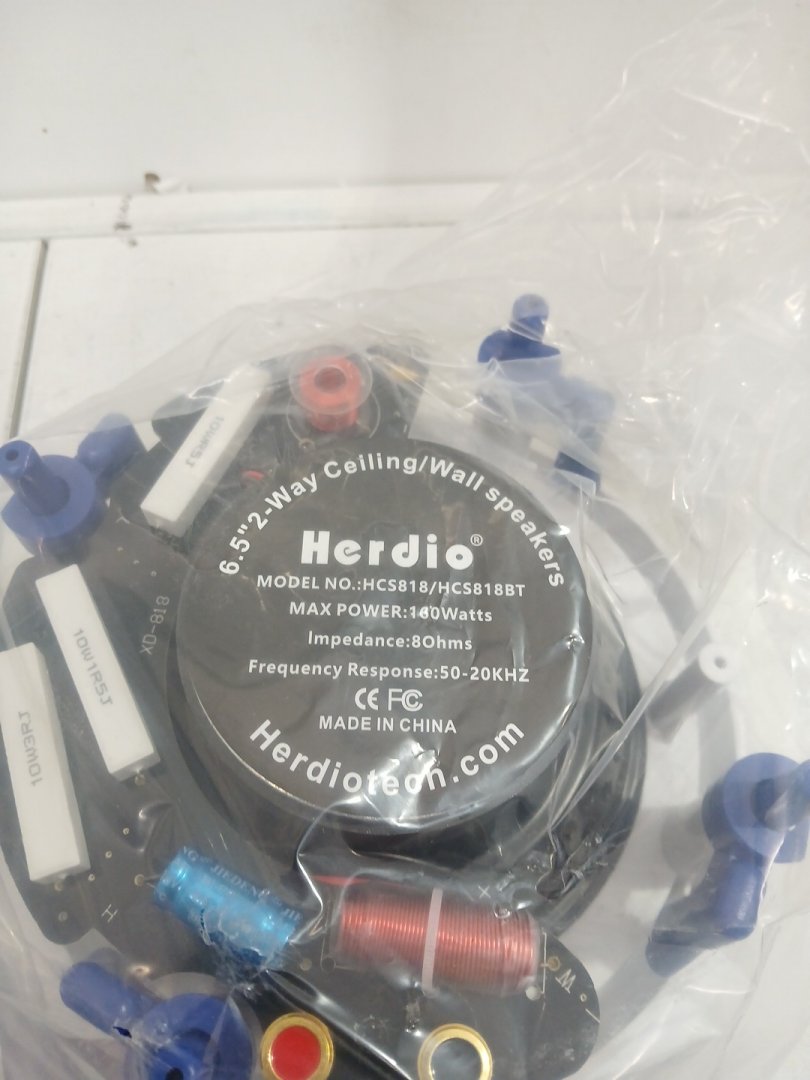 6.5"2-Way Ceiling/Wall speakers
Herdio®
MODEL NO.:HCS818/HCS818BT
MAX POWER:160Watts
Impedance:8Ohms
Frequency Response:50-20KHZ
CE FC
MADE IN CHINA
Herdiotech.com
XD-818
10W1R5J
10W3RJ
H
X
W